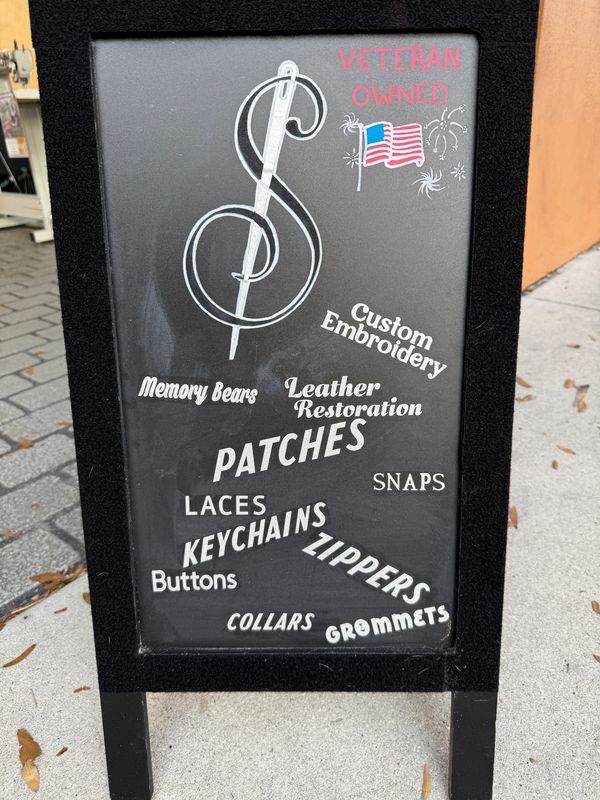 VETERAN
OWNED
S
Custom
Embroidery
Memory Bears
Leather
Restoration
PATCHES
SNAPS
LACES
KEYCHAINS
ZIPPERS
Buttons
COLLARS
GROMMETS